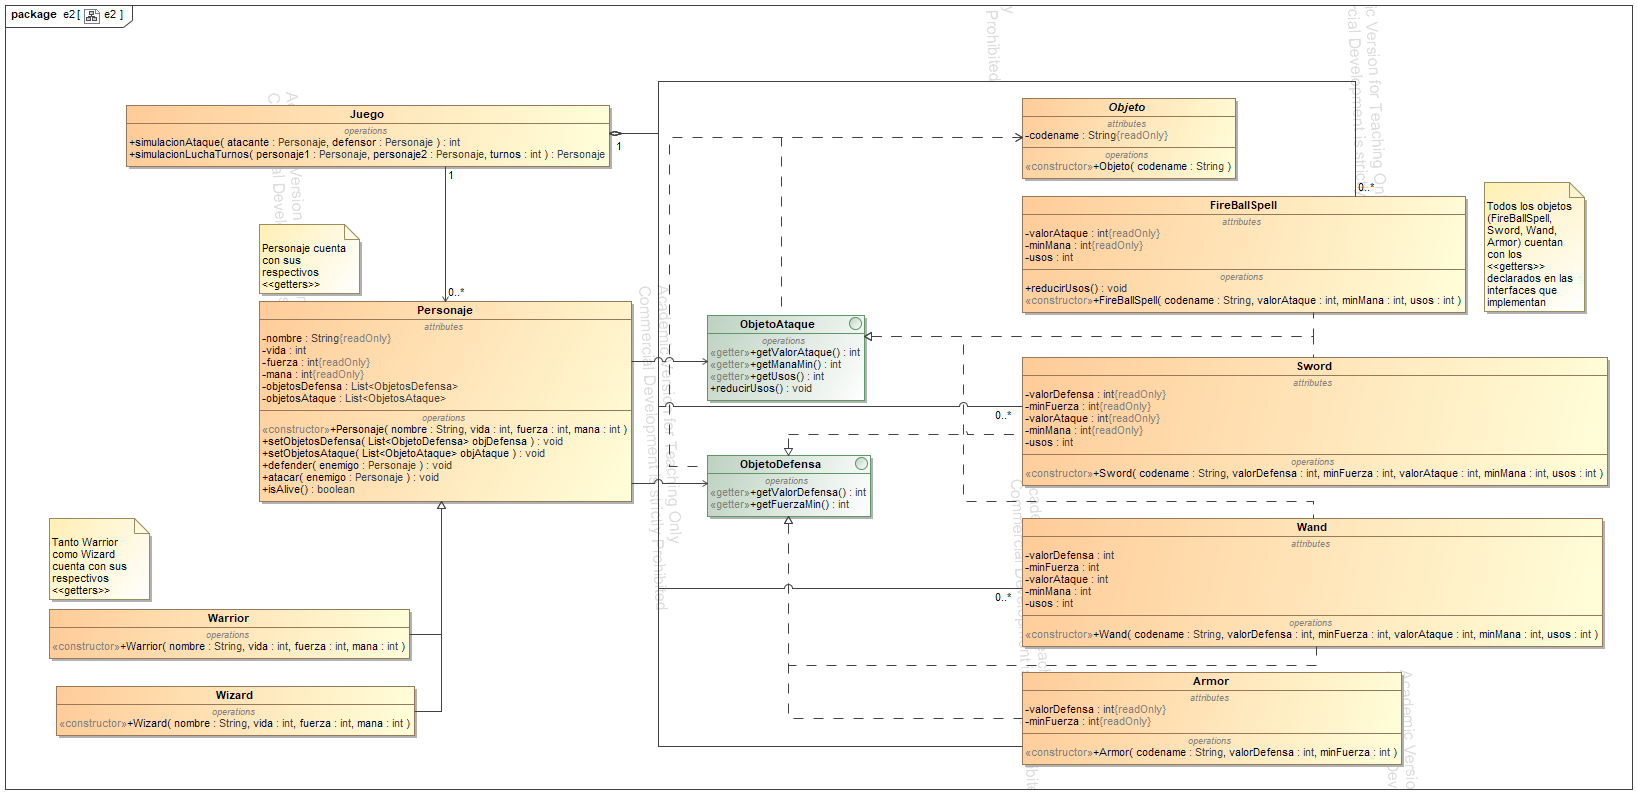 package e2[ e2 ]
Juego
operations
+simulacionAtaque( atacante : Personaje, defensor : Personaje ) : int
+simulacionLuchaTurnos( personaje1 : Personaje, personaje2 : Personaje, turnos : int ) : Personaje
1
1
0..*
Personaje cuenta
con sus
respectivos
<<getters>>
Personaje
attributes
-nombre : String{readOnly}
-vida : int
-fuerza : int{readOnly}
-mana : int{readOnly}
-objetosDefensa : List<ObjetosDefensa>
-objetosAtaque : List<ObjetosAtaque>
operations
«constructor»+Personaje( nombre : String, vida : int, fuerza : int, mana : int )
+setObjetosDefensa( List<ObjetoDefensa> objDefensa ) : void
+setObjetosAtaque( List<ObjetoAtaque> objAtaque ) : void
+defender( enemigo : Personaje ) : void
+atacar( enemigo : Personaje ) : void
+isAlive() : boolean
Tanto Warrior
como Wizard
cuenta con sus
respectivos
<<getters>>
Warrior
operations
«constructor»+Warrior( nombre : String, vida : int, fuerza : int, mana : int )
Wizard
operations
«constructor»+Wizard( nombre : String, vida : int, fuerza : int, mana : int )
ObjetoAtaque
operations
«getter»+getValorAtaque() : int
«getter»+getManaMin() : int
«getter»+getUsos() : int
+reducirUsos() : void
ObjetoDefensa
operations
«getter»+getValorDefensa() : int
«getter»+getFuerzaMin() : int
Objeto
attributes
-codename : String{readOnly}
operations
«constructor»+Objeto( codename : String )
0..*
FireBallSpell
attributes
-valorAtaque : int{readOnly}
-minMana : int{readOnly}
-usos : int
operations
+reducirUsos() : void
«constructor»+FireBallSpell( codename : String, valorAtaque : int, minMana : int, usos : int )
Todos los objetos
(FireBallSpell,
Sword, Wand,
Armor) cuentan
con los
<<getters>>
declarados en las
interfaces que
implementan
0..*
Sword
attributes
-valorDefensa : int{readOnly}
-minFuerza : int{readOnly}
-valorAtaque : int{readOnly}
-minMana : int{readOnly}
-usos : int
operations
«constructor»+Sword( codename : String, valorDefensa : int, minFuerza : int, valorAtaque : int, minMana : int, usos : int )
0..*
Wand
attributes
-valorDefensa : int
-minFuerza : int
-valorAtaque : int
-minMana : int
-usos : int
operations
«constructor»+Wand( codename : String, valorDefensa : int, minFuerza : int, valorAtaque : int, minMana : int, usos : int )
Armor
attributes
-valorDefensa : int{readOnly}
-minFuerza : int{readOnly}
operations
«constructor»+Armor( codename : String, valorDefensa : int, minFuerza : int )